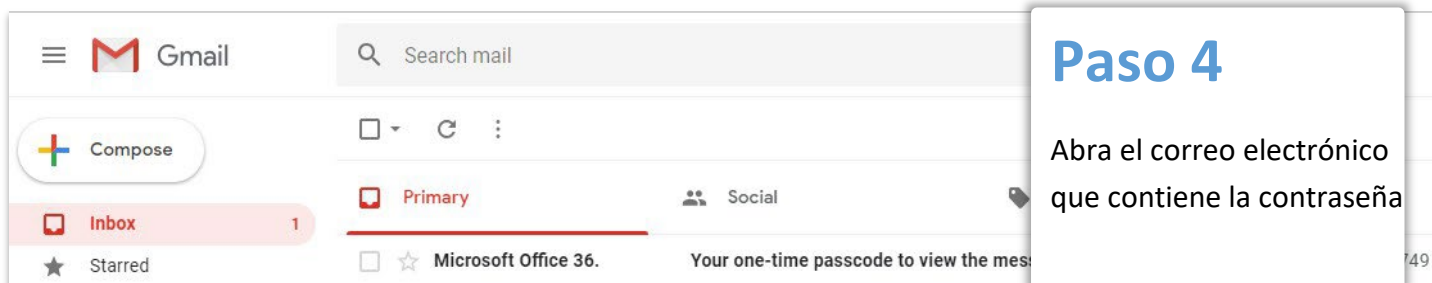 Gmail
Search mail
Paso 4
Compose
Abra el correo electrónico
que contiene la contraseña
Primary
Social
Inbox 1
Starred
Microsoft Office 36. Your one-time passcode to view the 749